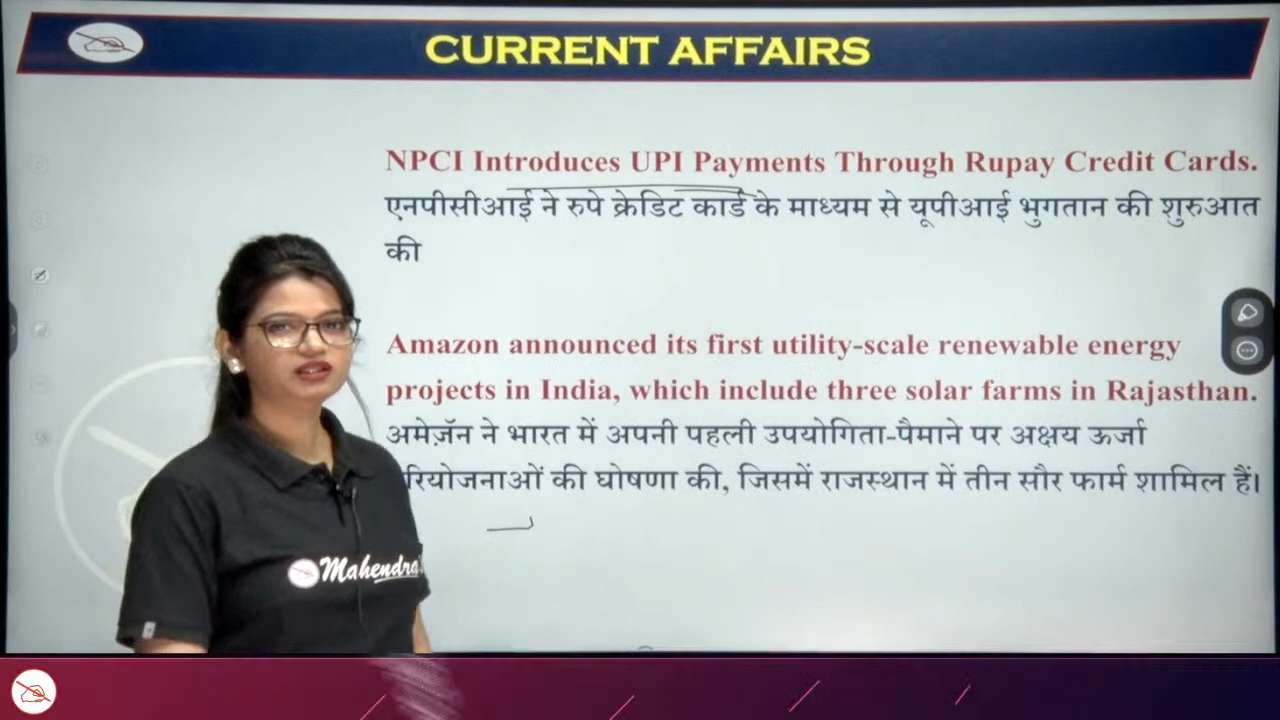 CURRENT AFFAIRS
NPCI Introduces UPI Payments Through Rupay Credit Cards.
एनपीसीआई ने रुपे क्रेडिट कार्ड के माध्यम से यूपीआई भुगतान की शुरुआत
की
Amazon announced its first utility-scale renewable energy
projects in India, which include three solar farms in Rajasthan.
अमेज़ॅन ने भारत में अपनी पहली उपयोगिता-पैमाने पर अक्षय ऊर्जा
रियोजनाओं की घोषणा की, जिसमें राजस्थान में तीन सौर फार्म शामिल हैं।
Mahendra's